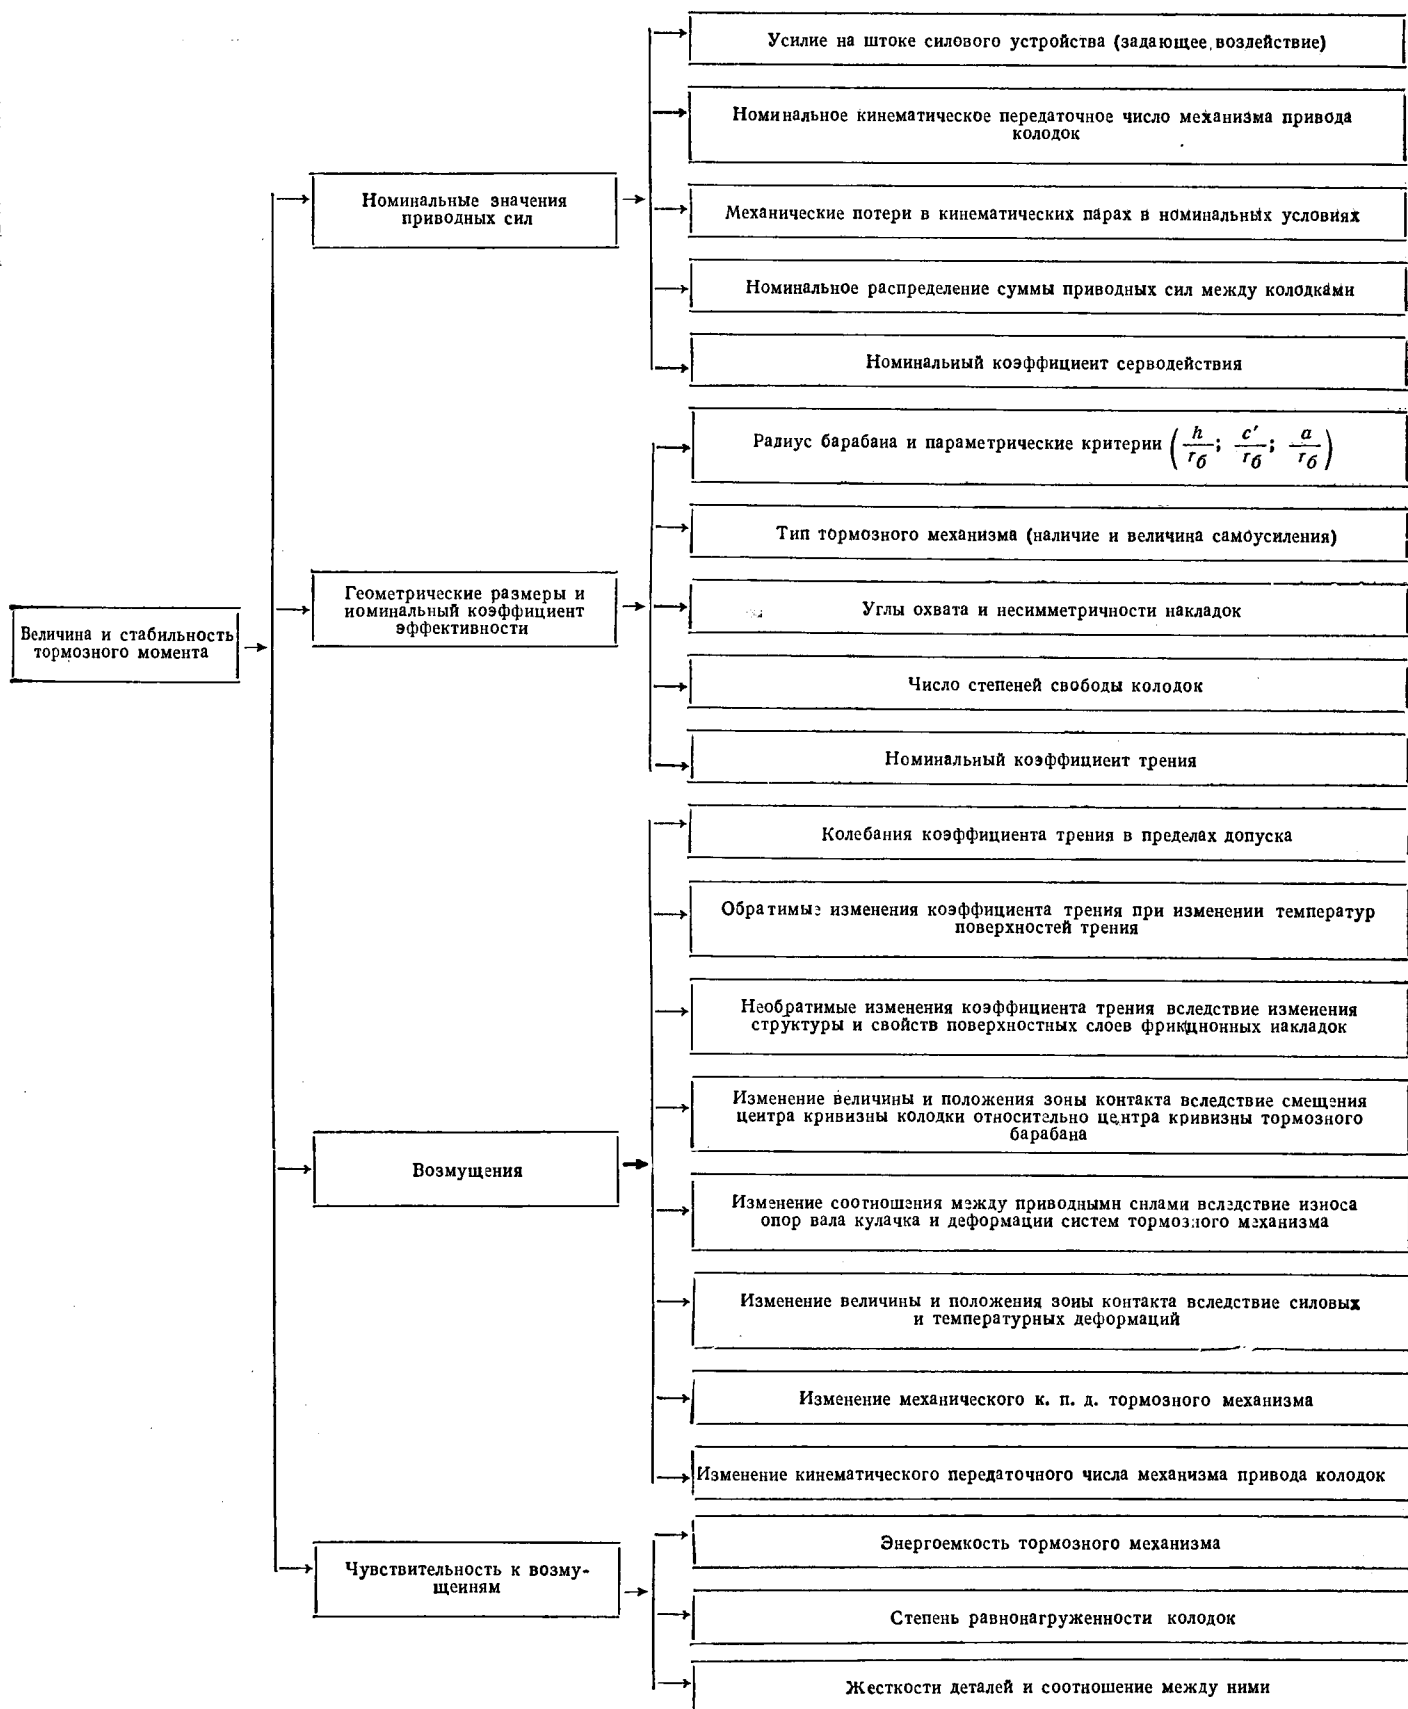 Усилие на штоке силового устройства (задающее воздействие)
Номинальное кинематическое передаточное число механизма привода
колодок
Номинальные значения
приводных сил
Механические потери в кинематических парах в номинальных условиях
Номинальное распределение суммы приводных сил между колодками
Номинальный коэффициент серводействия
Радиус барабана и параметрические критерии (h/rб; c′/rб; a/rб)
Тип тормозного механизма (наличие и величина самоусиления)
Геометрические размеры и
номинальный коэффициент
эффективности
Углы охвата и несимметричности накладок
Величина и стабильность
тормозного момента
Число степеней свободы колодок
Номинальный коэффициент трения
Колебания коэффициента трения в пределах допуска
Обратимые изменения коэффициента трения при изменении температур
поверхностей трения
Необратимые изменения коэффициента трения вследствие изменения
структуры и свойств поверхностных слоев фрикционных накладок
Изменение величины и положения зоны контакта вследствие смещения
центра кривизны колодки относительно центра кривизны тормозного
барабана
Возмущения
Изменение соотношения между приводными силами вследствие износа
опор вала кулачка и деформации систем тормозного механизма
Изменение величины и положения зоны контакта вследствие силовых
и температурных деформаций
Изменение механического к. п. д. тормозного механизма
Изменение кинематического передаточного числа механизма привода колодок
Энергоемкость тормозного механизма
Чувствительность к возму-
щениям
Степень равнонагруженности колодок
Жесткости деталей и соотношение между ними